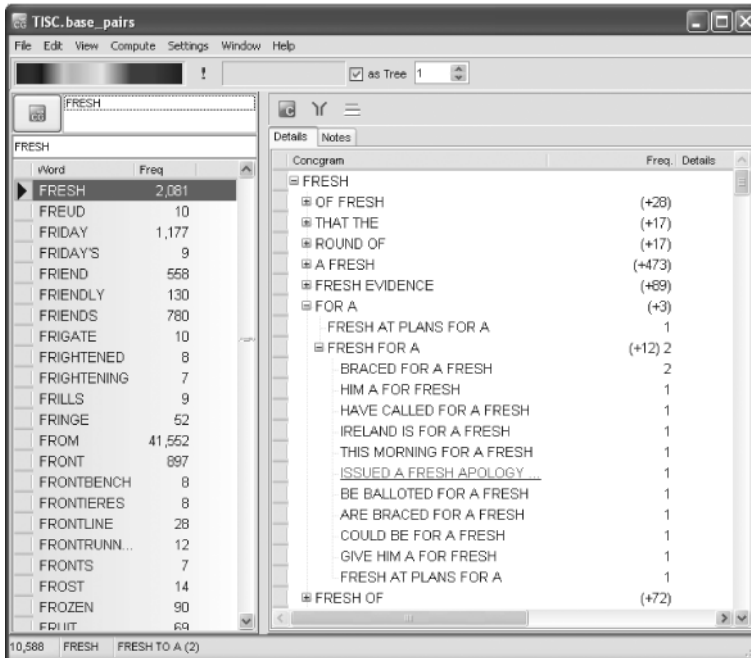 TISC.base_pairs
File Edit View Compute Settings Window Help
! as Tree 1
FRESH
FRESH
Word Freq
FRESH 2,081
FREUD 10
FRIDAY 1,177
FRIDAY'S 9
FRIEND 558
FRIENDLY 130
FRIENDS 780
FRIGATE 10
FRIGHTENED 8
FRIGHTENING 7
FRILLS 9
FRINGE 52
FROM 41,552
FRONT 897
FRONTBENCH 8
FRONTIERES 8
FRONTLINE 28
FRONTRUNN... 12
FRONTS 7
FROST 14
FROZEN 90
FRUIT 69
Details Notes
Concgram Freq. Details
FRESH
OF FRESH (+28)
THAT THE (+17)
ROUND OF (+17)
A FRESH (+473)
FRESH EVIDENCE (+89)
FOR A (+3)
FRESH AT PLANS FOR A 1
FRESH FOR A (+12) 2
BRACED FOR A FRESH 2
HIM A FOR FRESH 1
HAVE CALLED FOR A FRESH 1
IRELAND IS FOR A FRESH 1
THIS MORNING FOR A FRESH 1
ISSUED A FRESH APOLOGY ... 1
BE BALLOTED FOR A FRESH 1
ARE BRACED FOR A FRESH 1
COULD BE FOR A FRESH 1
GIVE HIM A FOR FRESH 1
FRESH AT PLANS FOR A 1
FRESH OF (+72)
10,588 FRESH FRESH TO A (2)